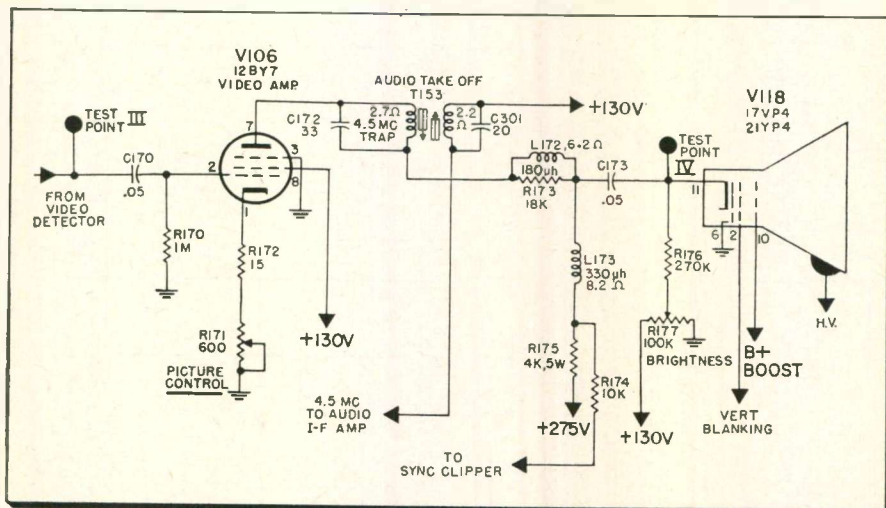 V106
12BY7
VIDEO AMP.
TEST
POINT III
C170
.05
FROM
VIDEO
DETECTOR
R170
1M
7
2
3
8
1
R172
15
R171
600
PICTURE
CONTROL
+130V
C172
33
AUDIO TAKE OFF
T153
2.7Ω
4.5 MC
TRAP
2.2
Ω
C301
20
+130V
4.5 MC
TO AUDIO
I-F AMP
L172, 6.2Ω
180μh
R173
18K
C173
.05
L173
330μh
8.2 Ω
R175
4K, 5W
R174
10K
+275V
TO
SYNC CLIPPER
TEST
POINT
IV
V118
17VP4
21YP4
11
6
2
10
R176
270K
R177
100K
BRIGHTNESS
+130V
B+
BOOST
VERT
BLANKING
H.V.